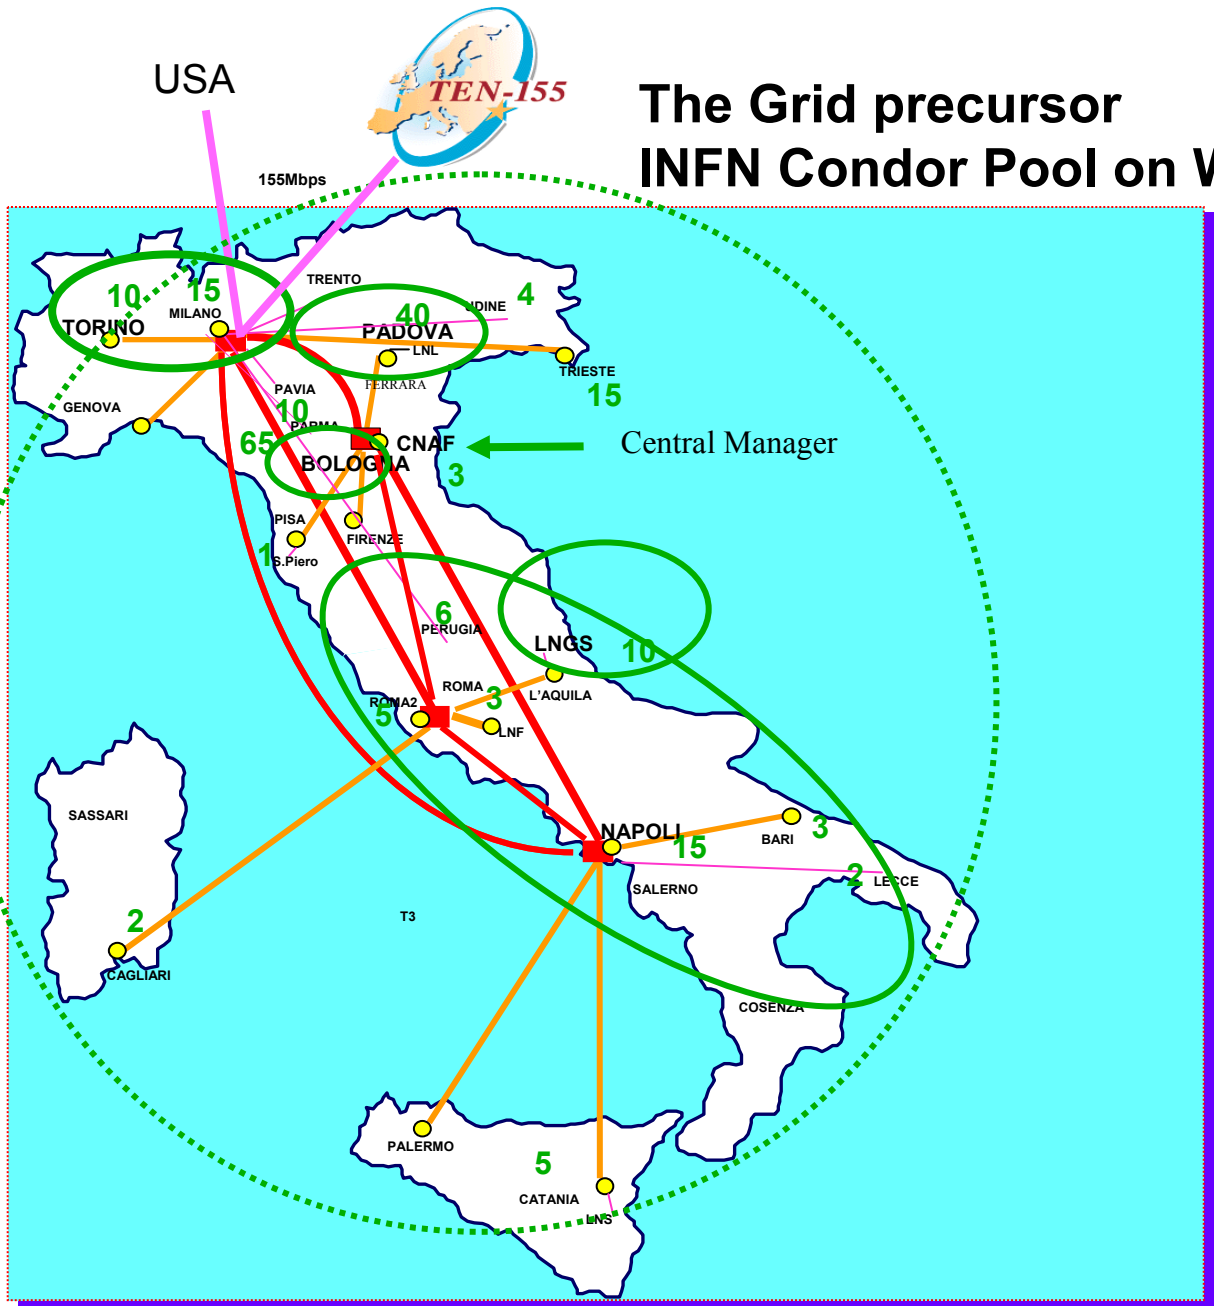 USA
TEN-155
The Grid precursor
INFN Condor Pool on W
155Mbps
TRENTO
10
15
4
MILANO
40
UDINE
TORINO
PADOVA
LNL
TRIESTE
FERRARA
15
PAVIA
GENOVA
10
PARMA
65
CNAF
Central Manager
BOLOGNA
3
PISA
FIRENZE
1
S.Piero
6
PERUGIA
LNGS
10
ROMA
L'AQUILA
3
ROMA2
5
LNF
SASSARI
NAPOLI
15
BARI
3
2
LECCE
SALERNO
T3
2
CAGLIARI
COSENZA
PALERMO
5
CATANIA
LNS